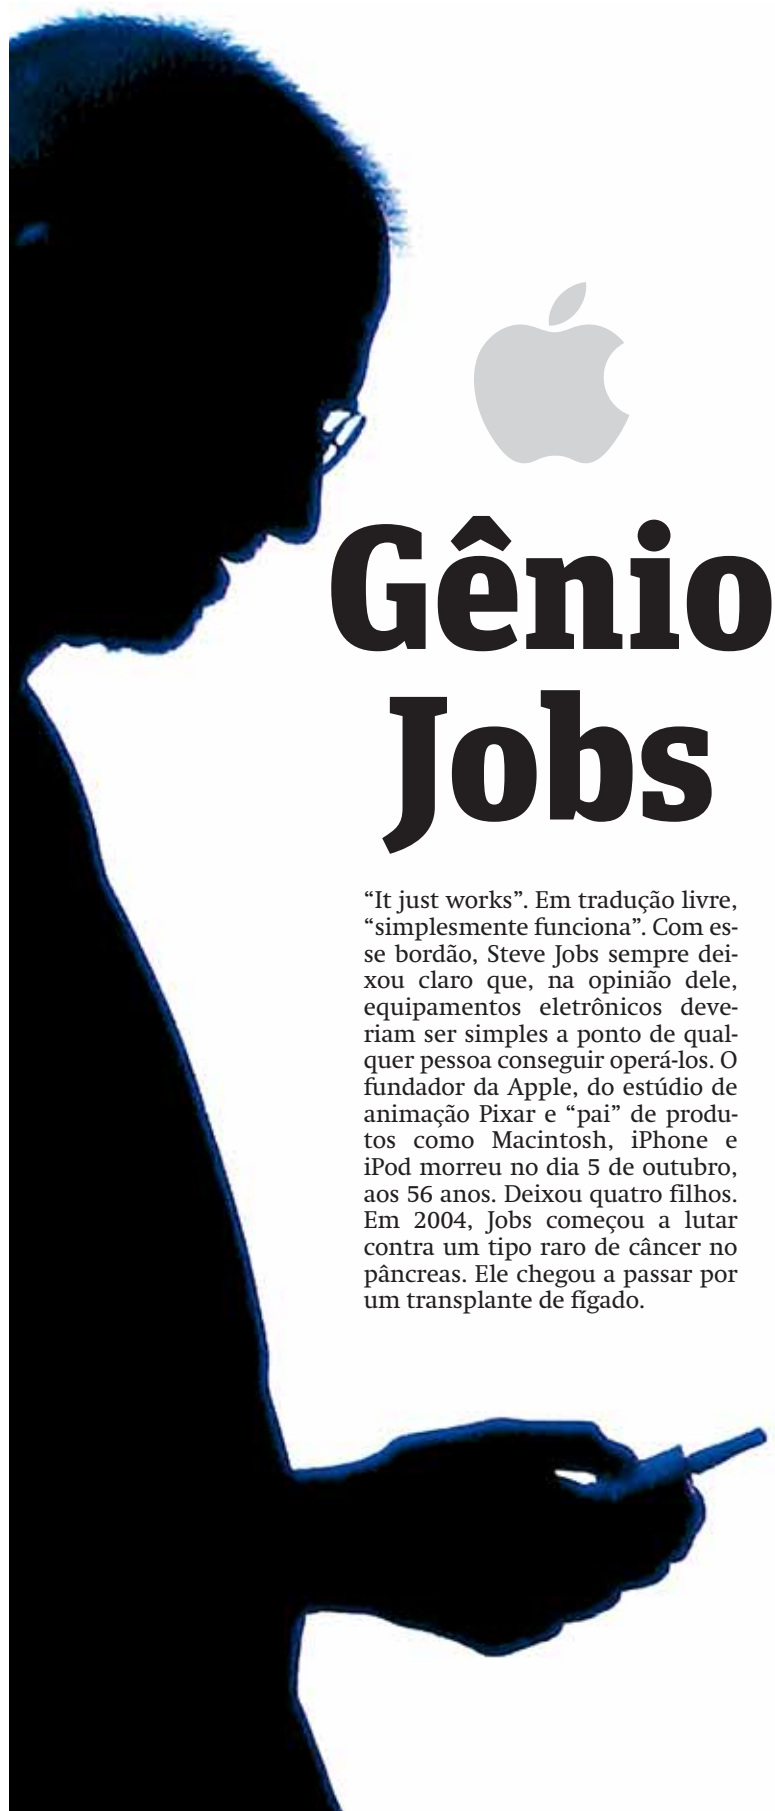 Gênio
Jobs
“It just works”. Em tradução livre,
“simplesmente funciona”. Com es-
se bordão, Steve Jobs sempre dei-
xou claro que, na opinião dele,
equipamentos eletrônicos deve-
riam ser simples a ponto de qual-
quer pessoa conseguir operá-los. O
fundador da Apple, do estúdio de
animação Pixar e “pai” de produ-
tos como Macintosh, iPhone e
iPod morreu no dia 5 de outubro,
aos 56 anos. Deixou quatro filhos.
Em 2004, Jobs começou a lutar
contra um tipo raro de câncer no
pâncreas. Ele chegou a passar por
um transplante de fígado.